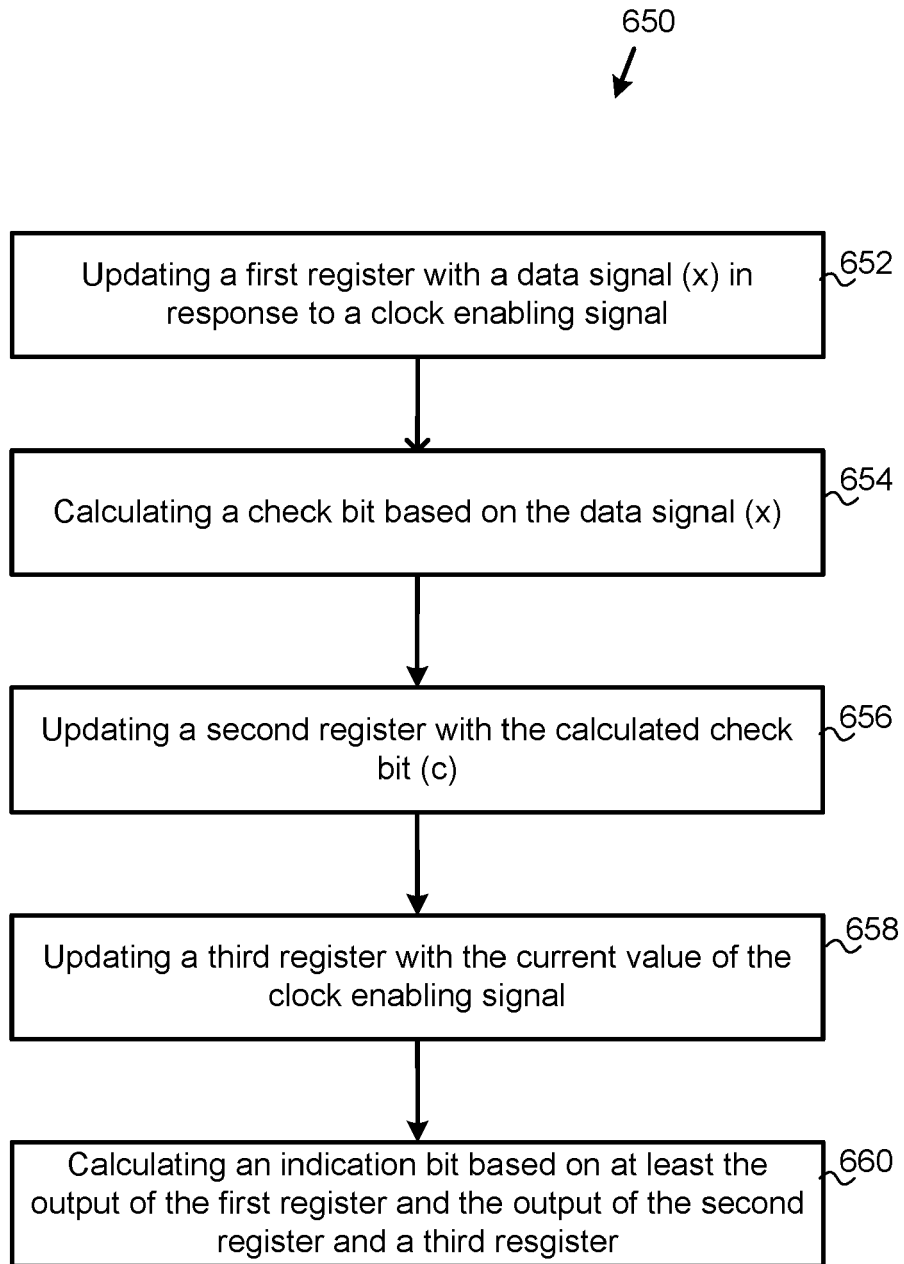 650
Updating a first register with a data signal (x) in
response to a clock enabling signal
652
Calculating a check bit based on the data signal (x)
654
Updating a second register with the calculated check
bit (c)
656
Updating a third register with the current value of the
clock enabling signal
658
Calculating an indication bit based on at least the
output of the first register and the output of the second
register and a third resgister
660